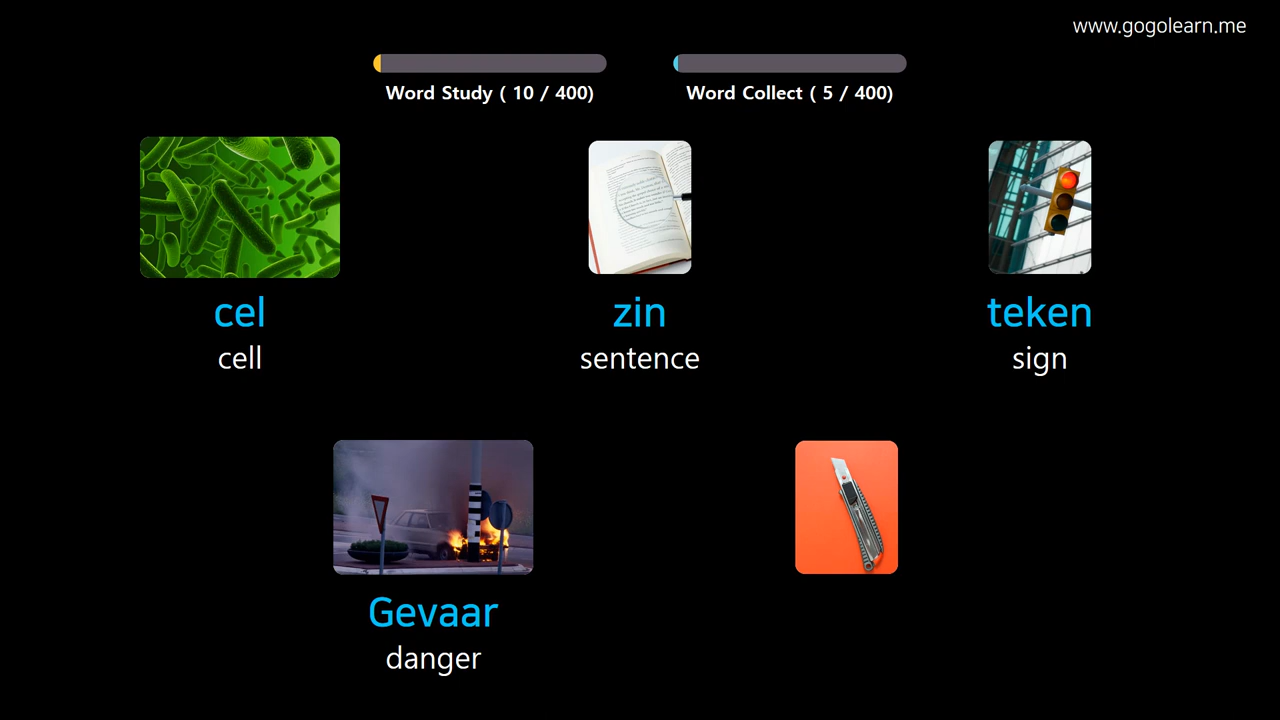 www.gogolearn.me
Word Study ( 10 / 400)
Word Collect ( 5 / 400)
cel
cell
zin
sentence
teken
sign
Gevaar
danger